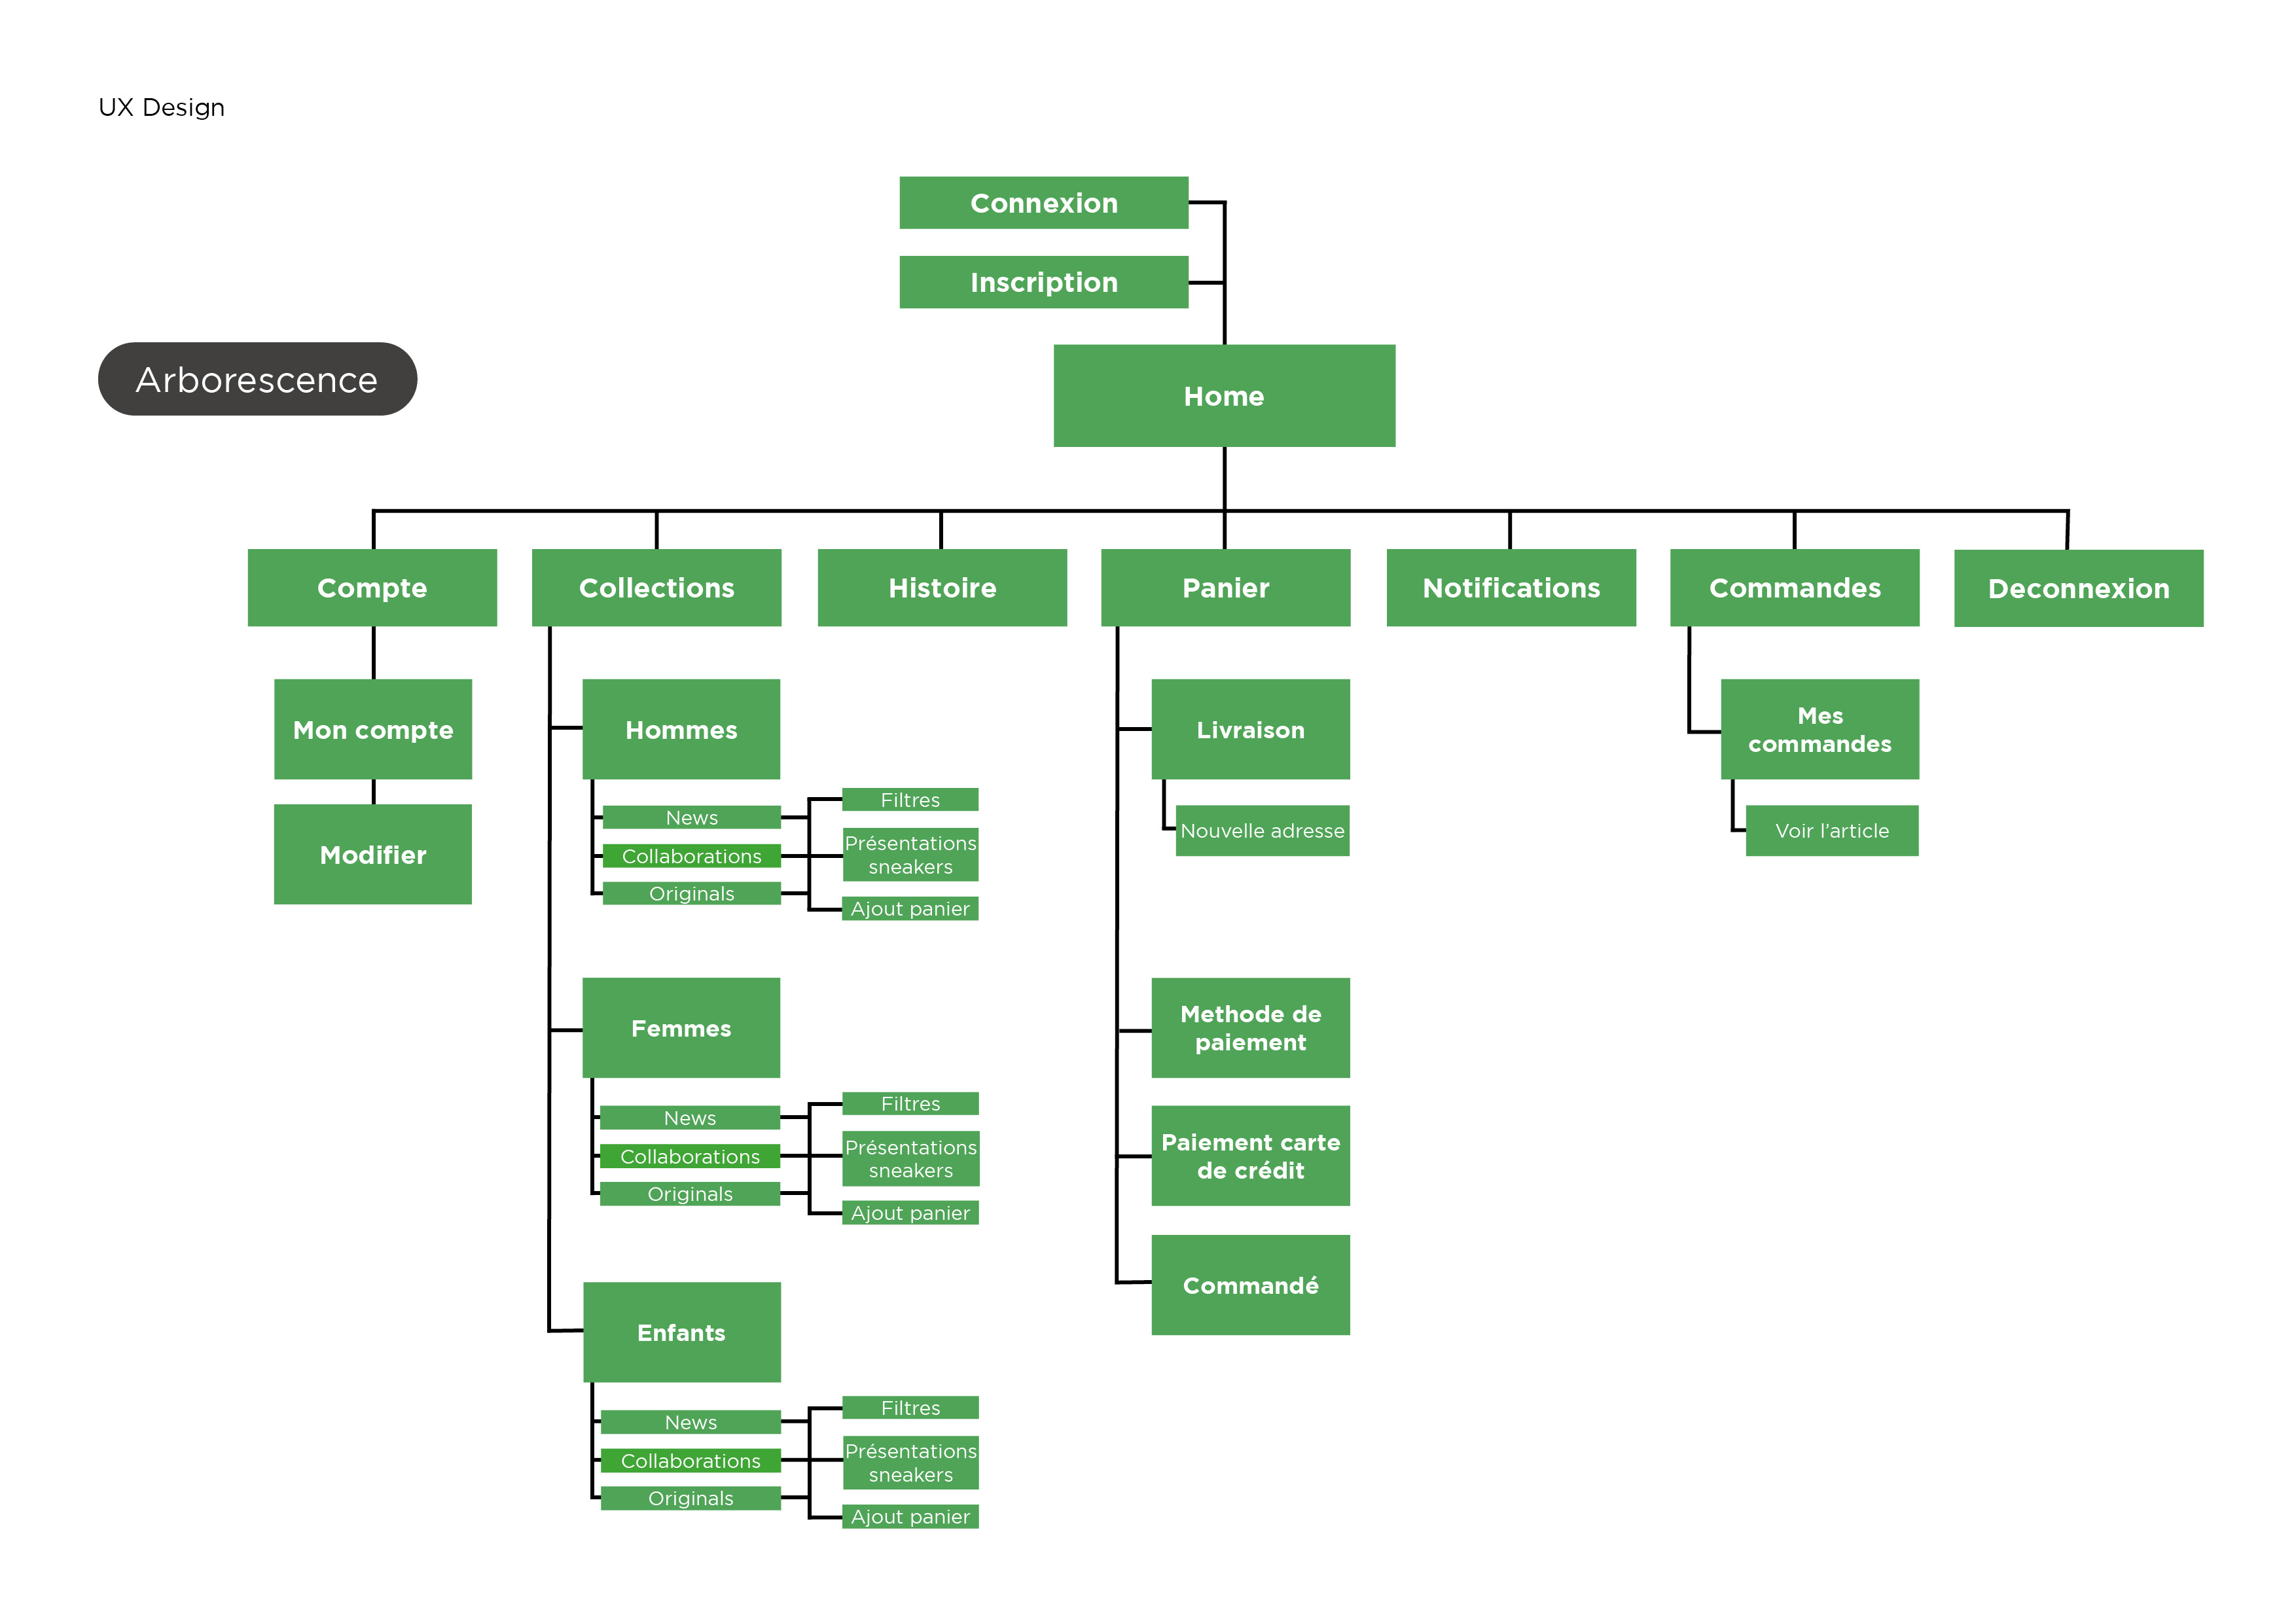 UX Design
Connexion
Inscription
Arborescence
Home
Compte
Collections
Histoire
Panier
Notifications
Commandes
Deconnexion
Mon compte
Modifier
Hommes
News
Collaborations
Originals
Filtres
Présentations
sneakers
Ajout panier
Femmes
News
Collaborations
Originals
Filtres
Présentations
sneakers
Ajout panier
Enfants
News
Collaborations
Originals
Filtres
Présentations
sneakers
Ajout panier
Livraison
Nouvelle adresse
Methode de
paiement
Paiement carte
de crédit
Commandé
Mes
commandes
Voir l’article